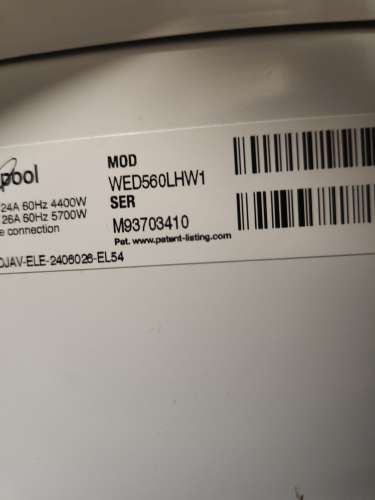 pool
24A 60Hz 4400W
26A 60Hz 5700W
e connection
MOD
WED560LHW1
SER
M93703410
Pat. www.patent-listing.com
OJAV-ELE-2406026-EL54